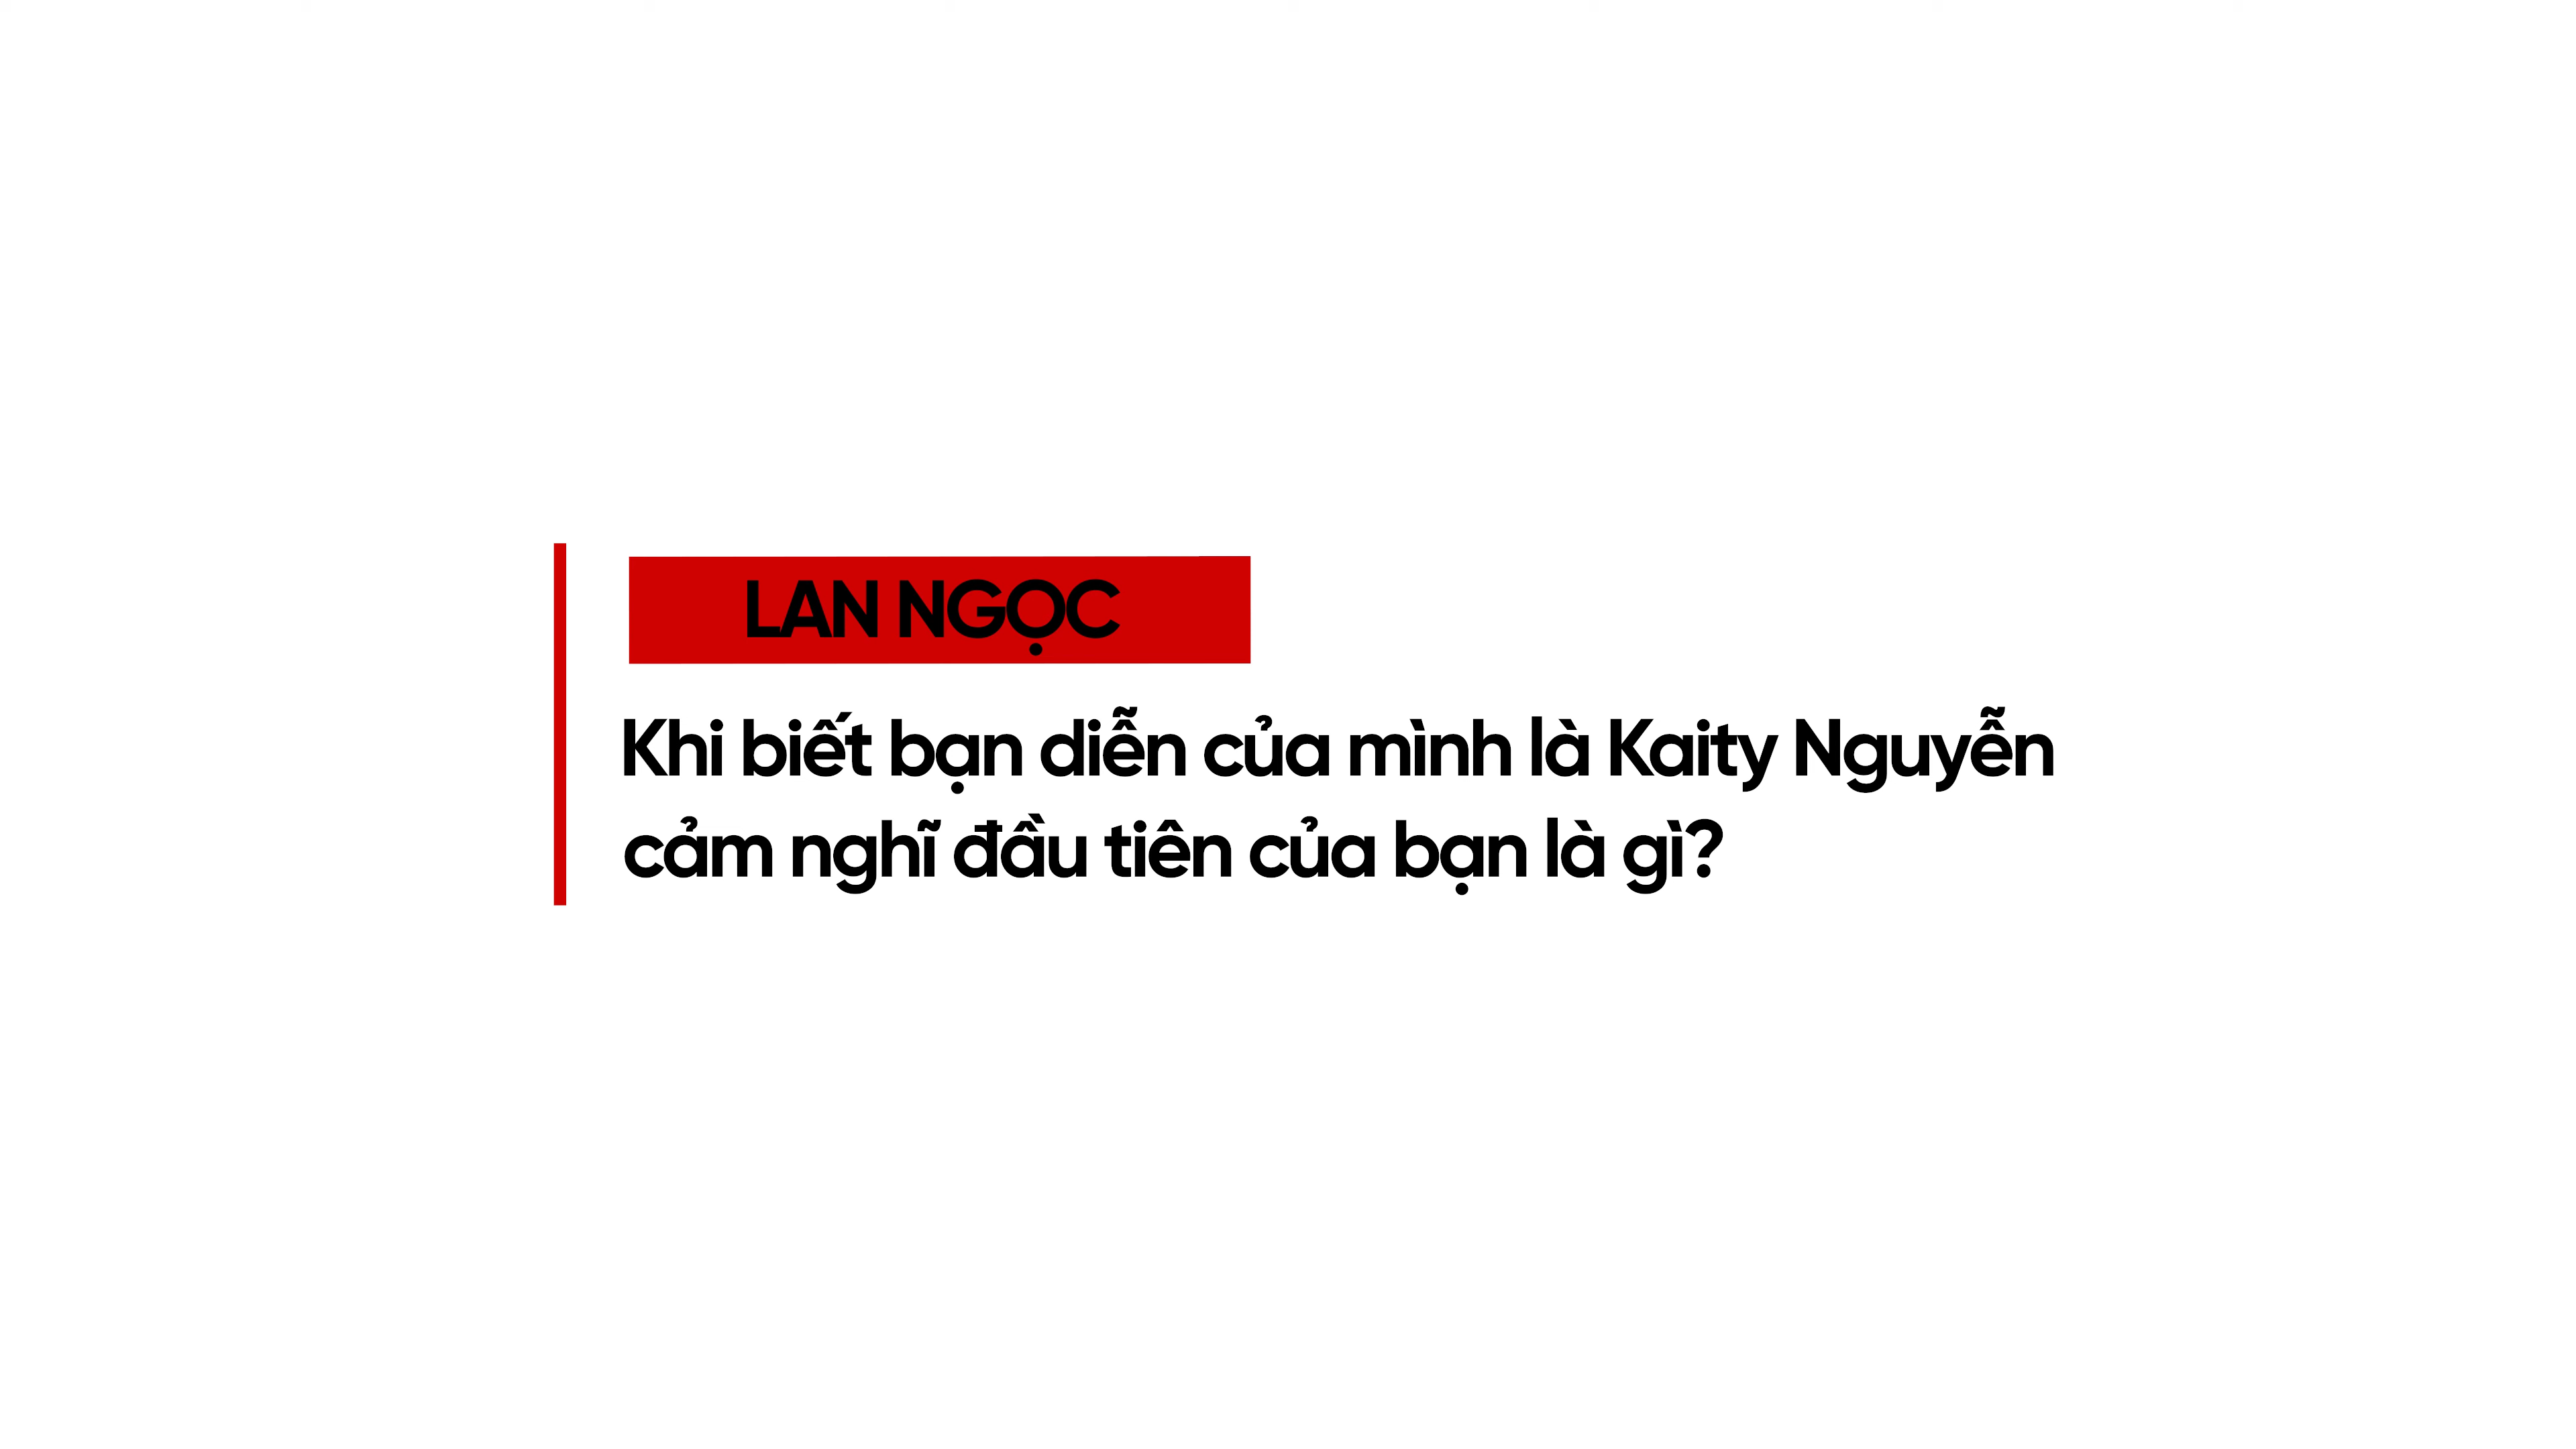 LAN NGỌC
Khi biết bạn diễn của mình là Kaity Nguyễn
cảm nghĩ đầu tiên của bạn là gì?